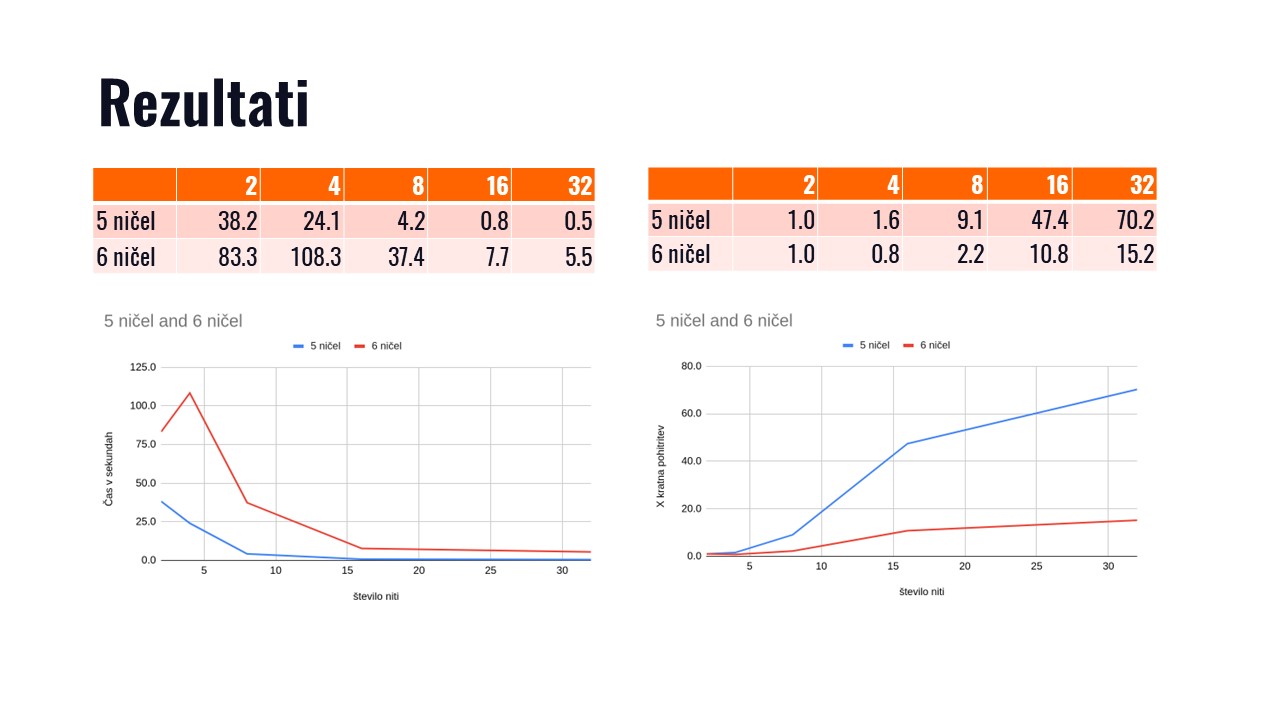 Rezultati
2 4 8 16 32
5 ničel 38.2 24.1 4.2 0.8 0.5
6 ničel 83.3 108.3 37.4 7.7 5.5
2 4 8 16 32
5 ničel 1.0 1.6 9.1 47.4 70.2
6 ničel 1.0 0.8 2.2 10.8 15.2
5 ničel and 6 ničel
5 ničel 6 ničel
Čas v sekundah
125.0
100.0
75.0
50.0
25.0
0.0
5 10 15 20 25 30
število niti
5 ničel and 6 ničel
5 ničel 6 ničel
X kratna pohitritev
80.0
60.0
40.0
20.0
0.0
5 10 15 20 25 30
število niti